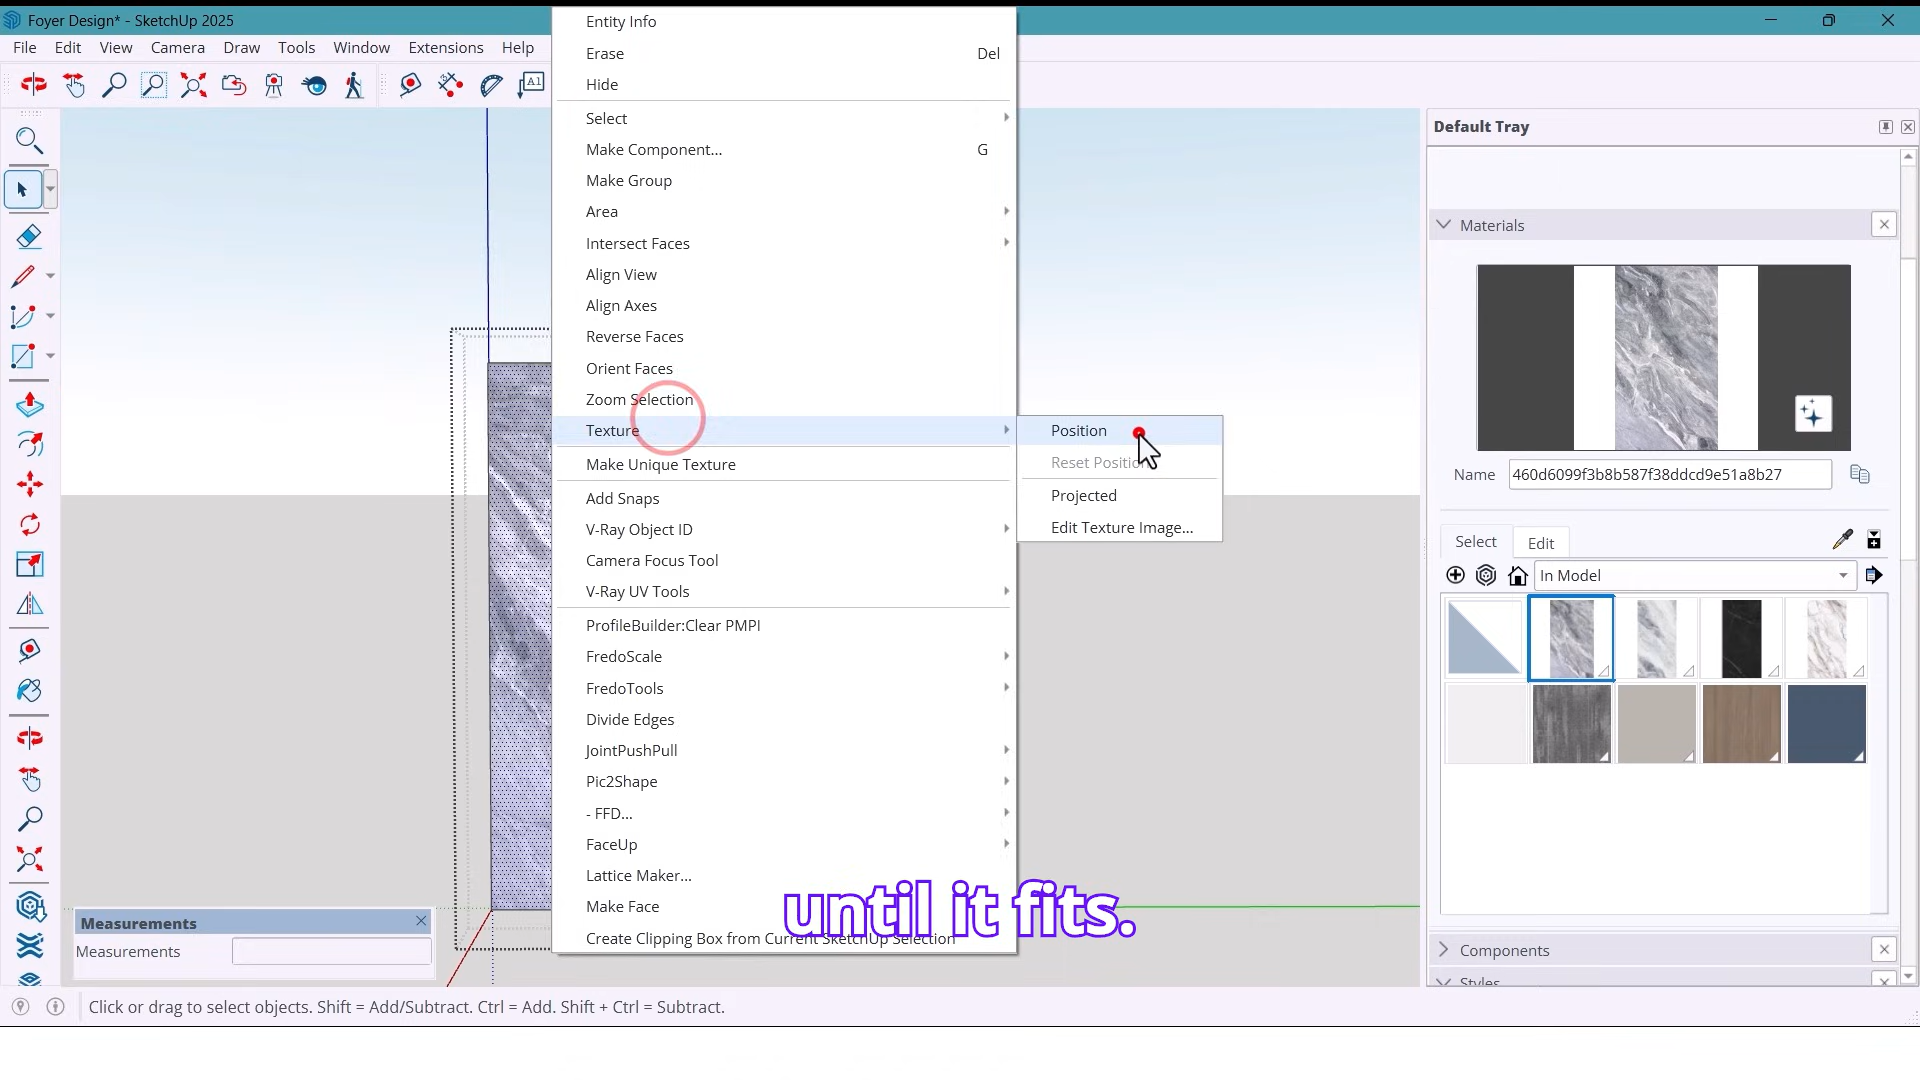 Foyer Design* - SketchUp 2025
File Edit View Camera Draw Tools Window Extensions Help
A1
Entity Info
Erase Del
Hide
Select
Make Component... G
Make Group
Area
Intersect Faces
Align View
Align Axes
Reverse Faces
Orient Faces
Zoom Selection
Texture
Make Unique Texture
Add Snaps
V-Ray Object ID
Camera Focus Tool
V-Ray UV Tools
ProfileBuilder:Clear PMPI
FredoScale
FredoTools
Divide Edges
JointPushPull
Pic2Shape
- FFD...
FaceUp
Lattice Maker...
Make Face
Create Clipping Box from Current SketchUp Selection
Position
Reset Position
Projected
Edit Texture Image...
until it fits.
Default Tray
Materials
Name 460d6099f3b8b587f38ddcd9e51a8b27
Select Edit
In Model
Components
Styles
Measurements
Measurements
Click or drag to select objects. Shift = Add/Subtract. Ctrl = Add. Shift + Ctrl = Subtract.